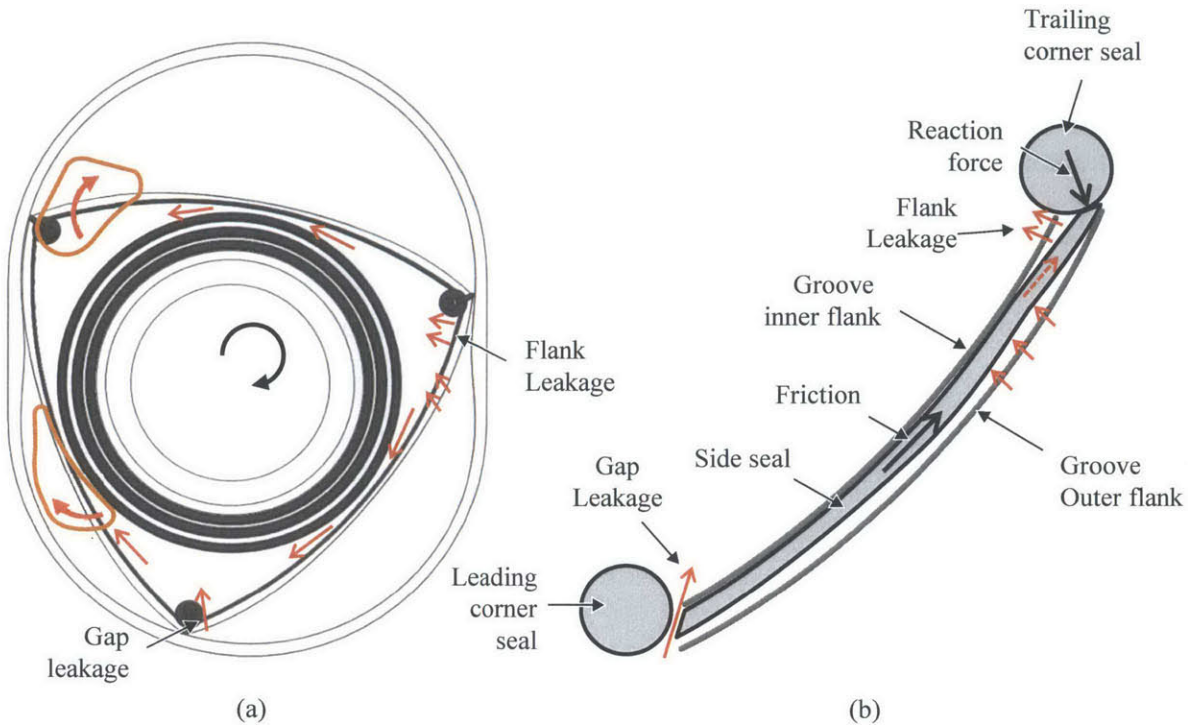 Flank
Leakage
Gap
leakage
(a)
Trailing
corner seal
Reaction
force
Flank
Leakage
Groove
inner flank
Friction
Side seal
Gap
Leakage
Groove
Outer flank
Leading
corner
seal
(b)